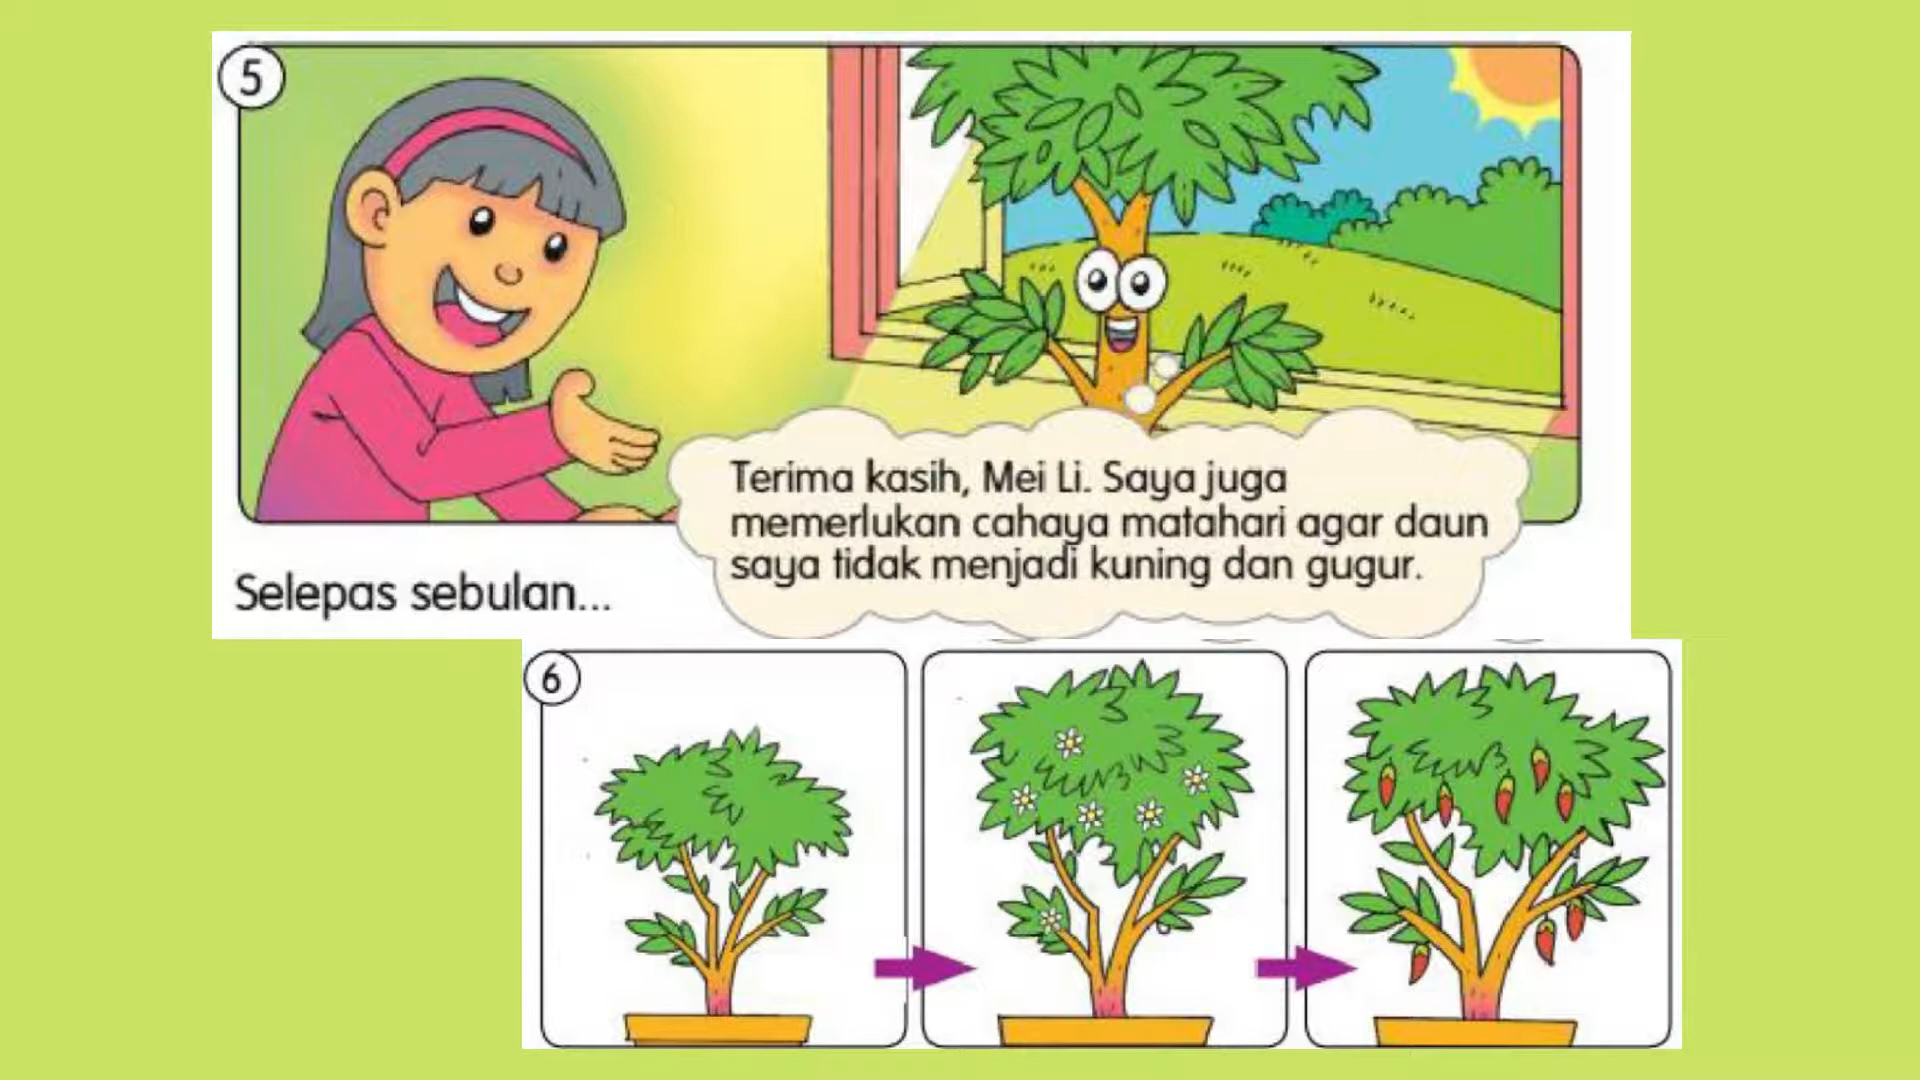 5
Terima kasih, Mei Li. Saya juga
memerlukan cahaya matahari agar daun
saya tidak menjadi kuning dan gugur.
Selepas sebulan...
6